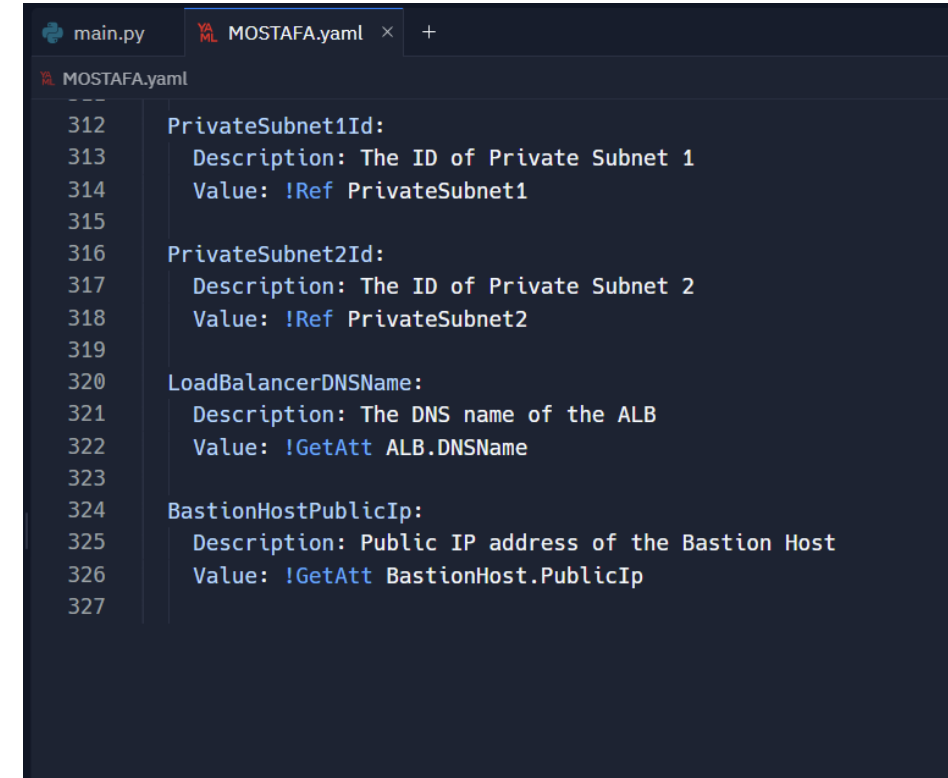 main.py MOSTAFA.yaml × +
MOSTAFA.yaml
312 PrivateSubnet1Id:
313 Description: The ID of Private Subnet 1
314 Value: !Ref PrivateSubnet1
315
316 PrivateSubnet2Id:
317 Description: The ID of Private Subnet 2
318 Value: !Ref PrivateSubnet2
319
320 LoadBalancerDNSName:
321 Description: The DNS name of the ALB
322 Value: !GetAtt ALB.DNSName
323
324 BastionHostPublicIp:
325 Description: Public IP address of the Bastion Host
326 Value: !GetAtt BastionHost.PublicIp
327